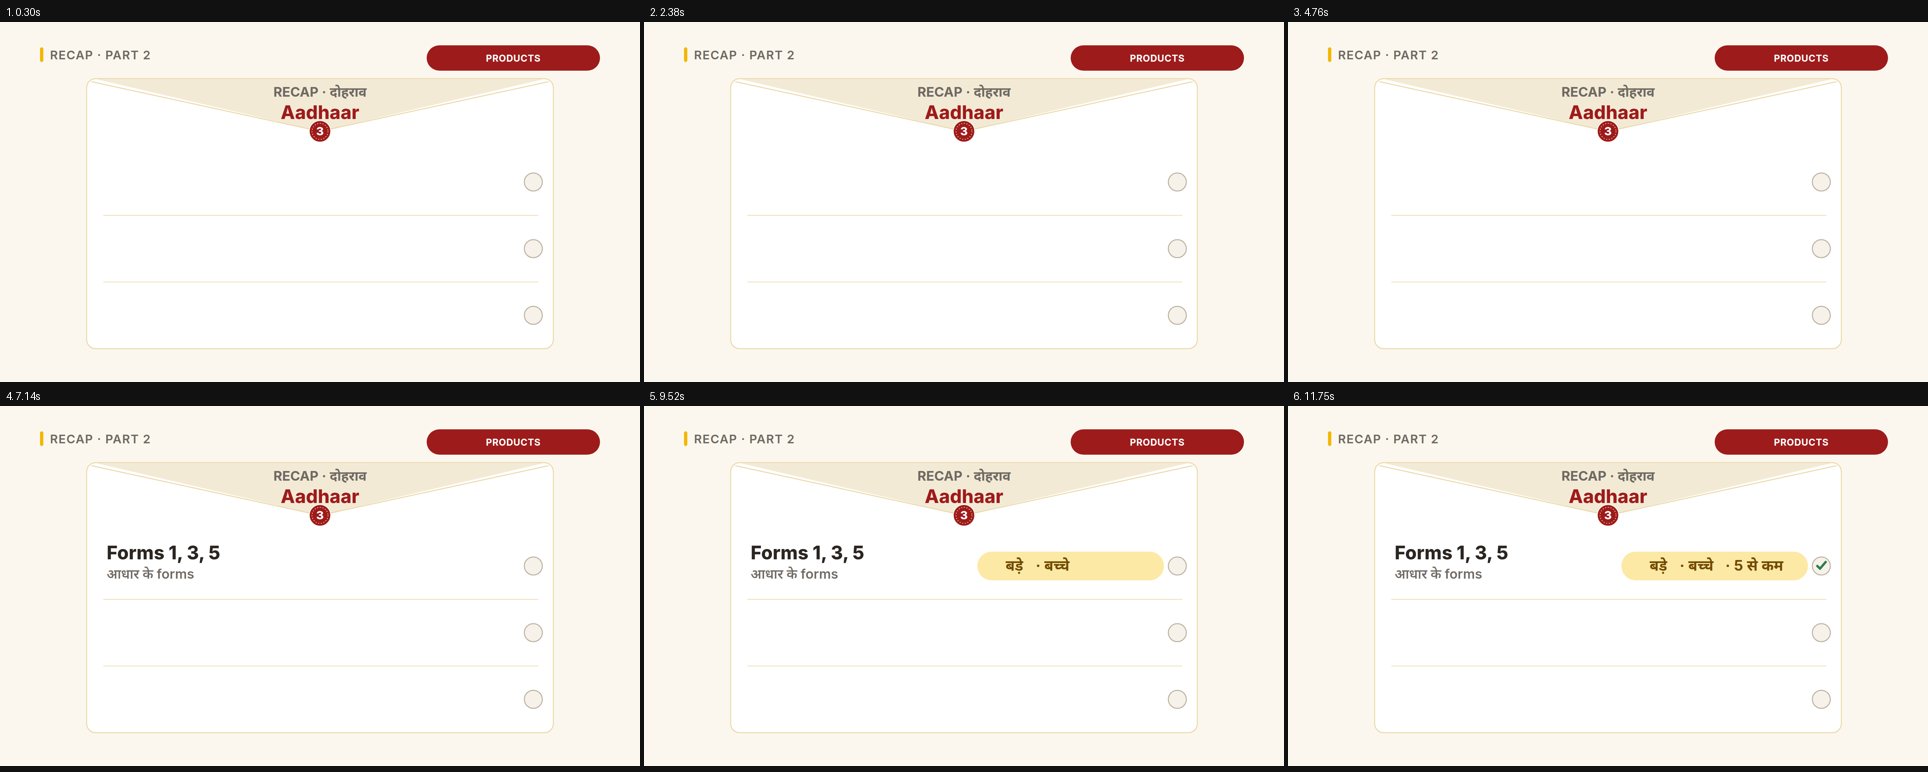 1. 0.30s
RECAP · PART 2
PRODUCTS
RECAP · दोहराव
Aadhaar
3
2. 2.38s
RECAP · PART 2
PRODUCTS
RECAP · दोहराव
Aadhaar
3
3. 4.76s
RECAP · PART 2
PRODUCTS
RECAP · दोहराव
Aadhaar
3
4. 7.14s
RECAP · PART 2
PRODUCTS
RECAP · दोहराव
Aadhaar
3
Forms 1, 3, 5
आधार के forms
5. 9.52s
RECAP · PART 2
PRODUCTS
RECAP · दोहराव
Aadhaar
3
Forms 1, 3, 5
आधार के forms
बड़े · बच्चे
6. 11.75s
RECAP · PART 2
PRODUCTS
RECAP · दोहराव
Aadhaar
3
Forms 1, 3, 5
आधार के forms
बड़े · बच्चे · 5 से कम